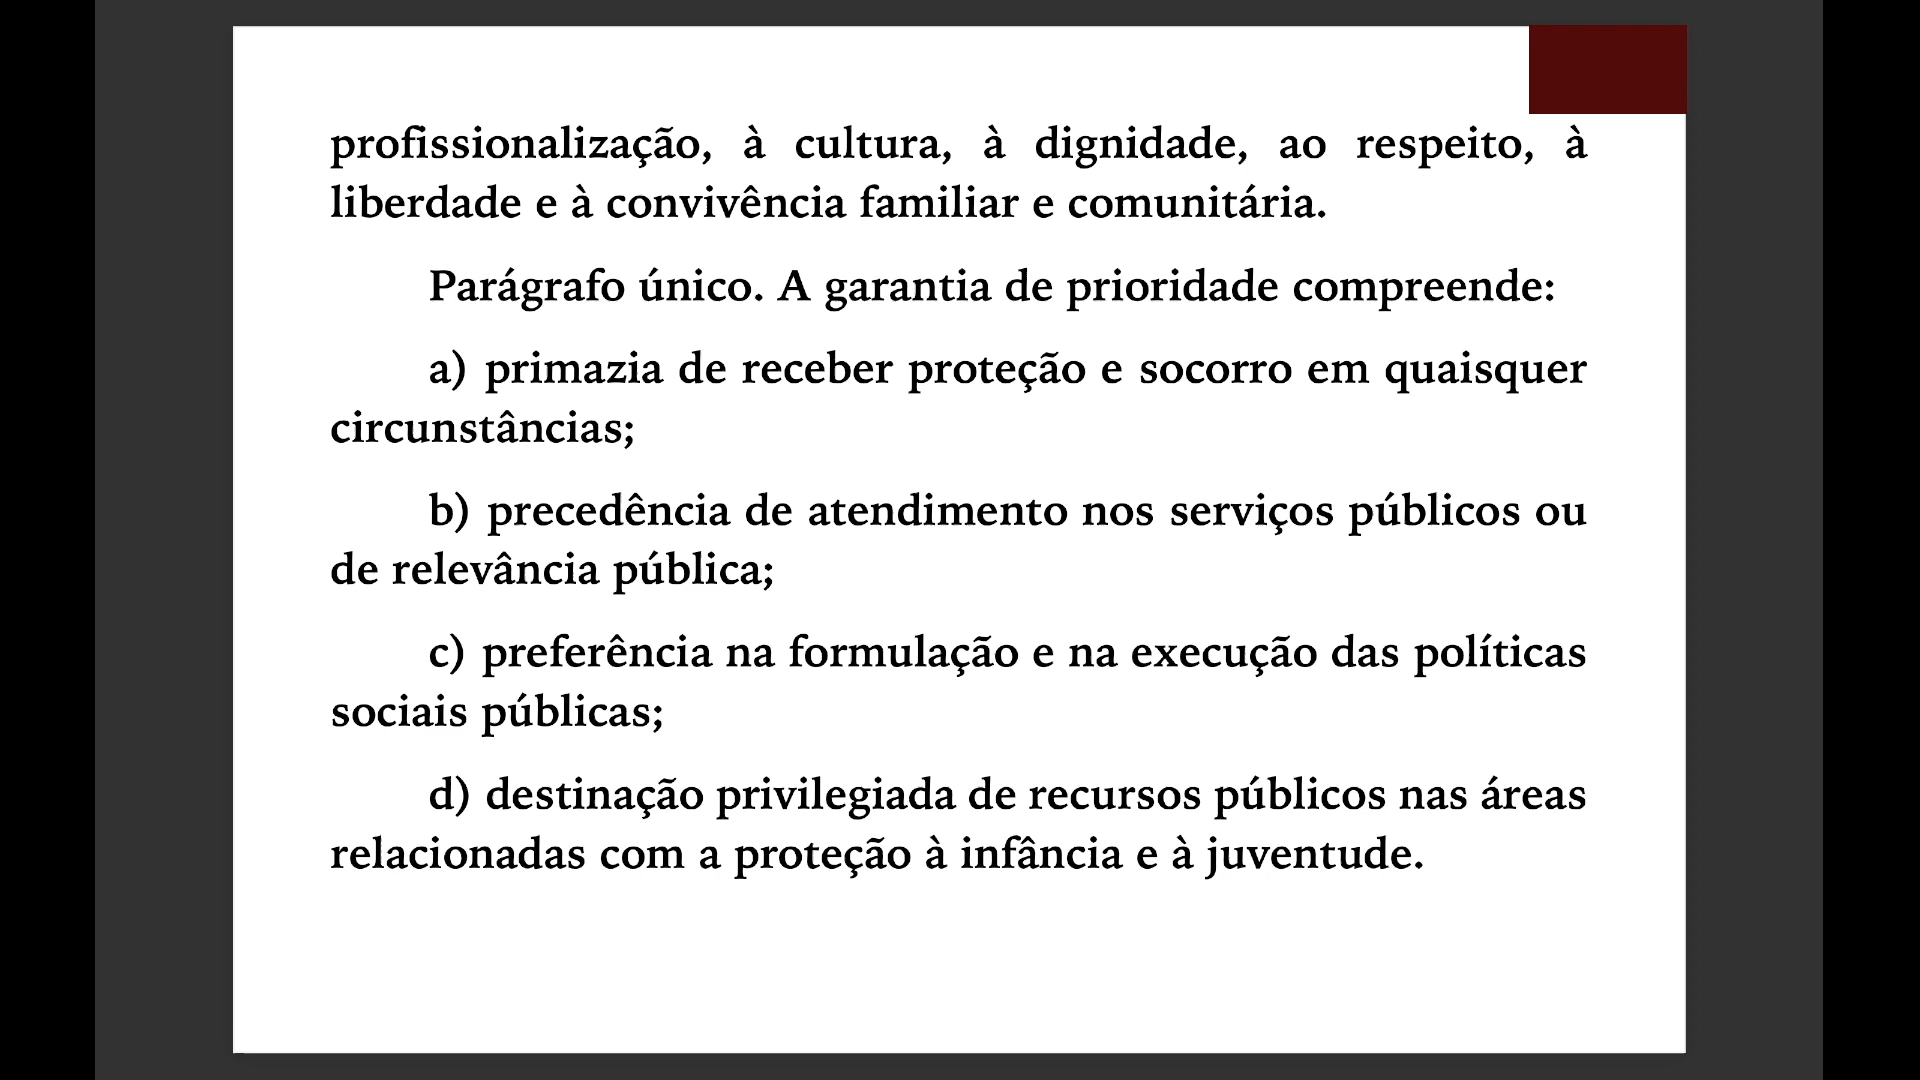 profissionalização, à cultura, à dignidade, ao respeito, à
liberdade e à convivência familiar e comunitária.
Parágrafo único. A garantia de prioridade compreende:
a) primazia de receber proteção e socorro em quaisquer
circunstâncias;
b) precedência de atendimento nos serviços públicos ou
de relevância pública;
c) preferência na formulação e na execução das políticas
sociais públicas;
d) destinação privilegiada de recursos públicos nas áreas
relacionadas com a proteção à infância e à juventude.